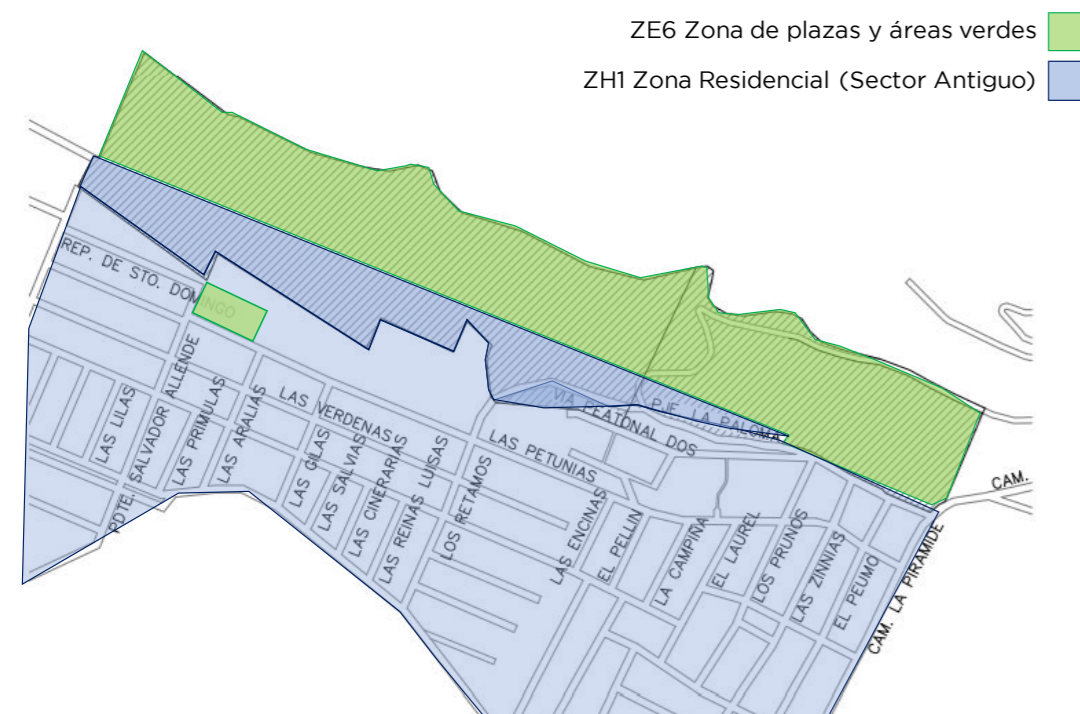 ZE6 Zona de plazas y áreas verdes
ZH1 Zona Residencial (Sector Antiguo)
REP. DE STO. DOMINGO
LAS LILAS
PDTE. SALVADOR ALLENDE
LAS PRIMULAS
LAS ARALIAS
LAS VERDENAS
LAS GILAS
LAS SALVIAS
LAS CINERARIAS
LAS REINAS LUISAS
LOS RETAMOS
LAS PETUNIAS
VIA PEATONAL DOS
PJE. LA PALOMA
LAS ENCINAS
EL PELLIN
LA CAMPIÑA
EL LAUREL
LOS PRUNOS
LAS ZINNIAS
EL PEUMO
CAM. LA PIRAMIDE
CAM.